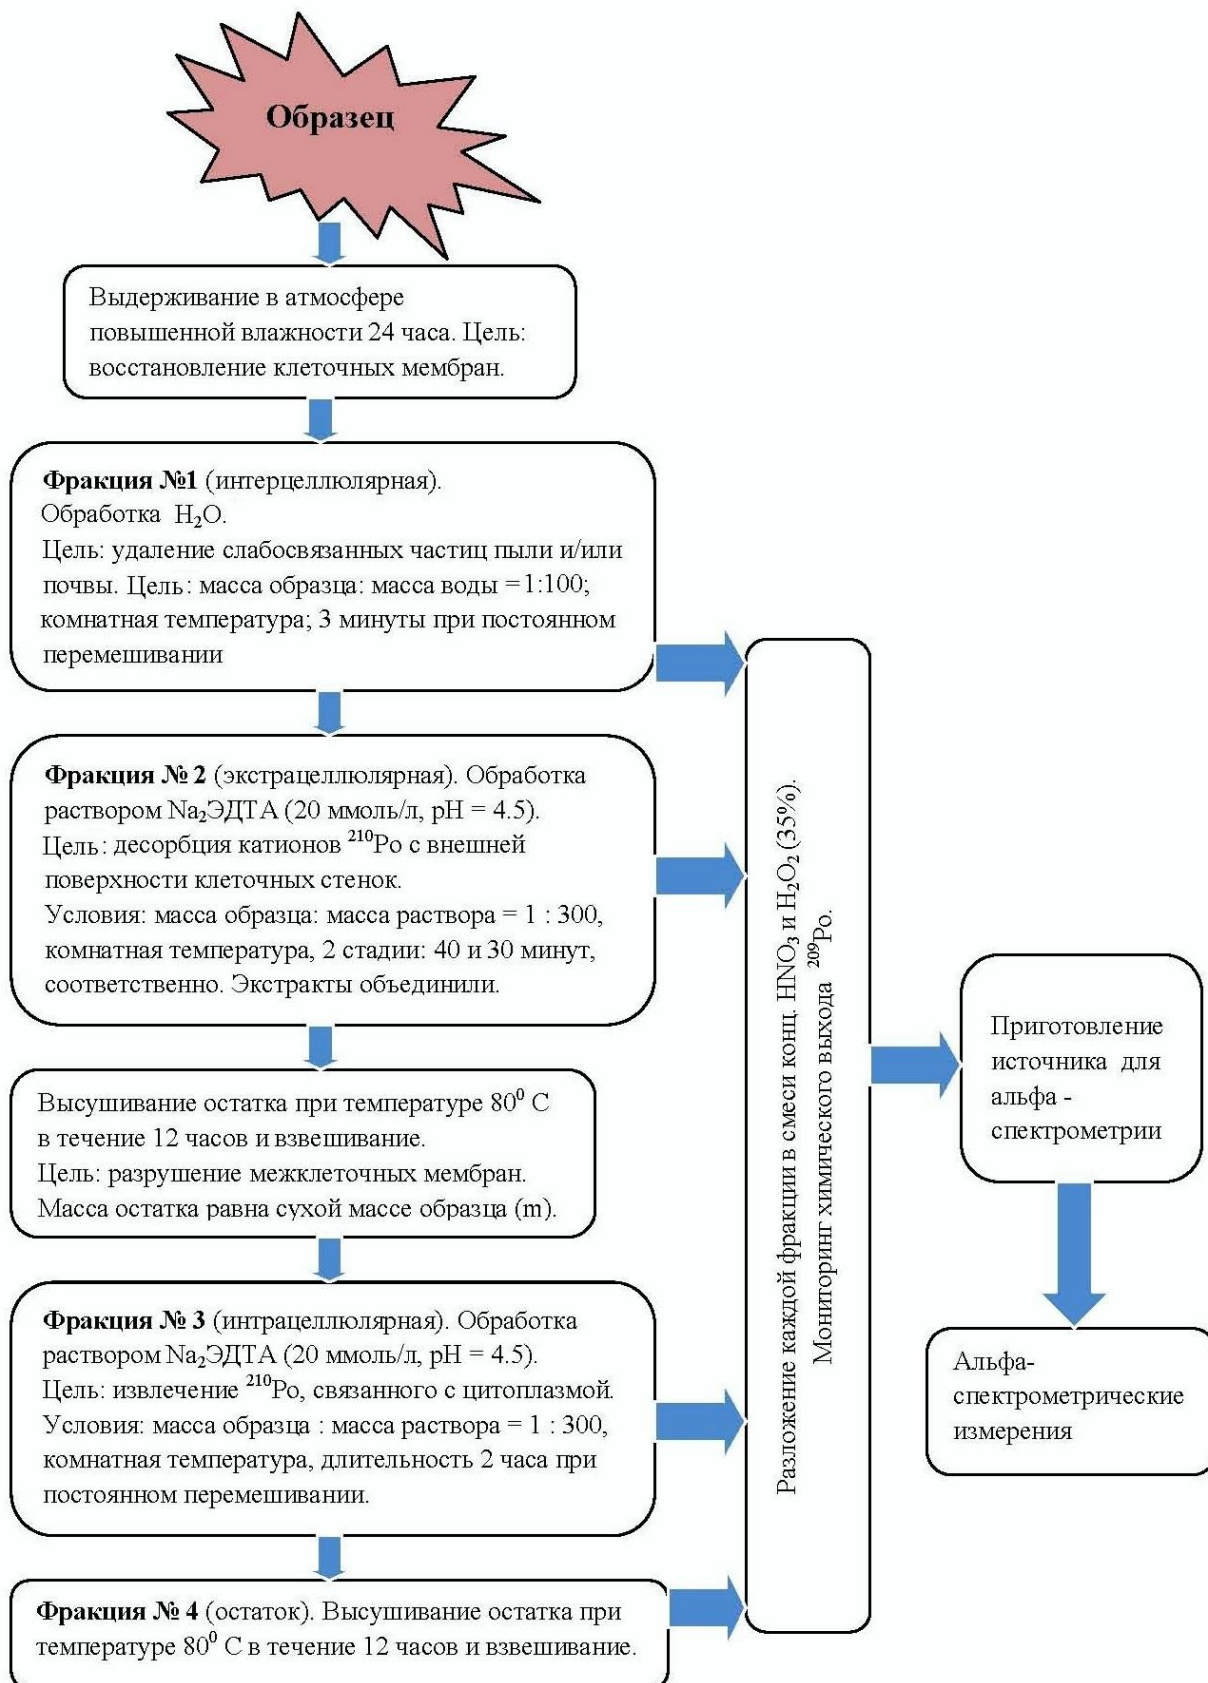 Образец
Выдерживание в атмосфере
повышенной влажности 24 часа. Цель:
восстановление клеточных мембран.
Фракция №1 (интерцеллюлярная).
Обработка H₂O.
Цель: удаление слабосвязанных частиц пыли и/или
почвы. Цель: масса образца: масса воды =1:100;
комнатная температура; 3 минуты при постоянном
перемешивании
Фракция № 2 (экстрацеллюлярная). Обработка
раствором Na₂ЭДТА (20 ммоль/л, pH = 4.5).
Цель: десорбция катионов ²¹⁰Po с внешней
поверхности клеточных стенок.
Условия: масса образца: масса раствора = 1 : 300,
комнатная температура, 2 стадии: 40 и 30 минут,
соответственно. Экстракты объединили.
Высушивание остатка при температуре 80⁰ C
в течение 12 часов и взвешивание.
Цель: разрушение межклеточных мембран.
Масса остатка равна сухой массе образца (m).
Фракция № 3 (интрацеллюлярная). Обработка
раствором Na₂ЭДТА (20 ммоль/л, pH = 4.5).
Цель: извлечение ²¹⁰Po, связанного с цитоплазмой.
Условия: масса образца : масса раствора = 1 : 300,
комнатная температура, длительность 2 часа при
постоянном перемешивании.
Фракция № 4 (остаток). Высушивание остатка при
температуре 80⁰ C в течение 12 часов и взвешивание.
Разложение каждой фракции в смеси конц. HNO₃ и H₂O₂ (35%).
Мониторинг химического выхода ²⁰⁹Po.
Приготовление
источника для
альфа -
спектрометрии
Альфа-
спектрометрические
измерения